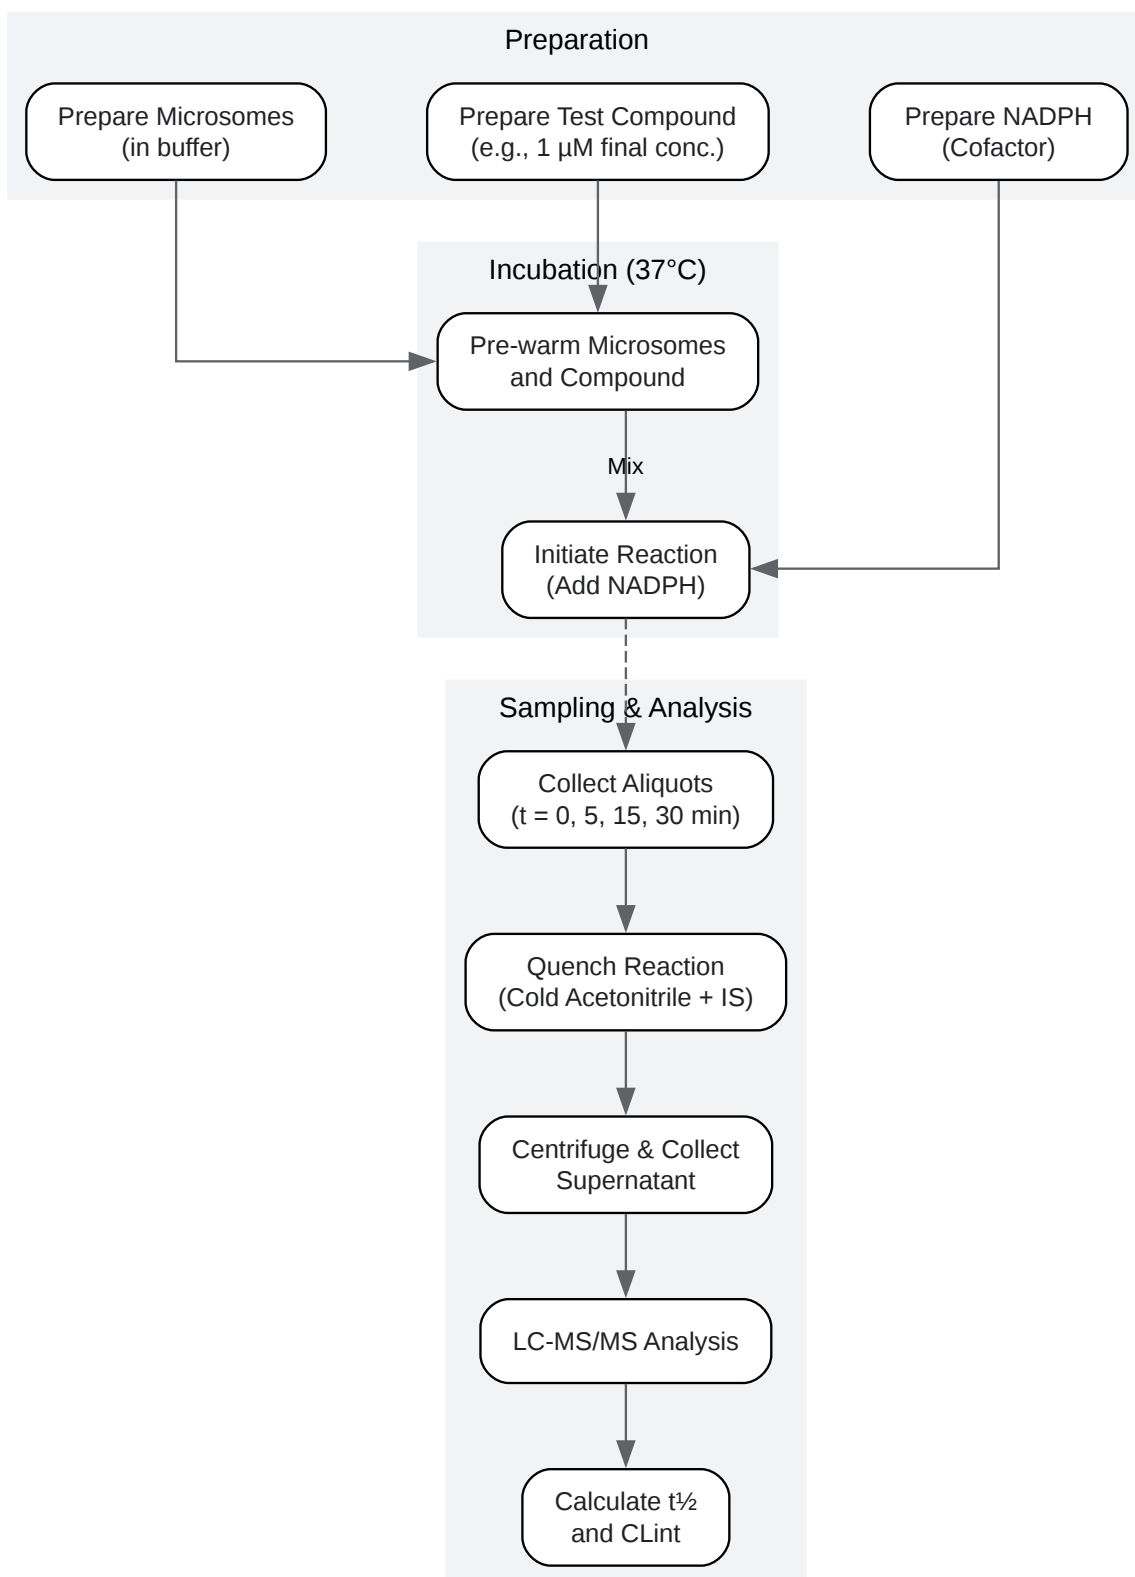 Preparation
Prepare Microsomes
(in buffer)
Prepare Test Compound
(e.g., 1 µM final conc.)
Prepare NADPH
(Cofactor)
Incubation (37°C)
Pre-warm Microsomes
and Compound
Mix
Initiate Reaction
(Add NADPH)
Sampling & Analysis
Collect Aliquots
(t = 0, 5, 15, 30 min)
Quench Reaction
(Cold Acetonitrile + IS)
Centrifuge & Collect
Supernatant
LC-MS/MS Analysis
Calculate t½
and CLint